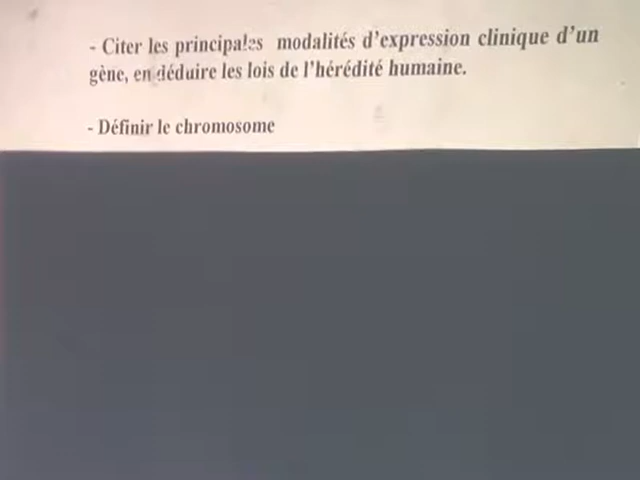 - Citer les principales modalités d'expression clinique d'un
gène, en déduire les lois de l'hérédité humaine.
- Définir le chromosome